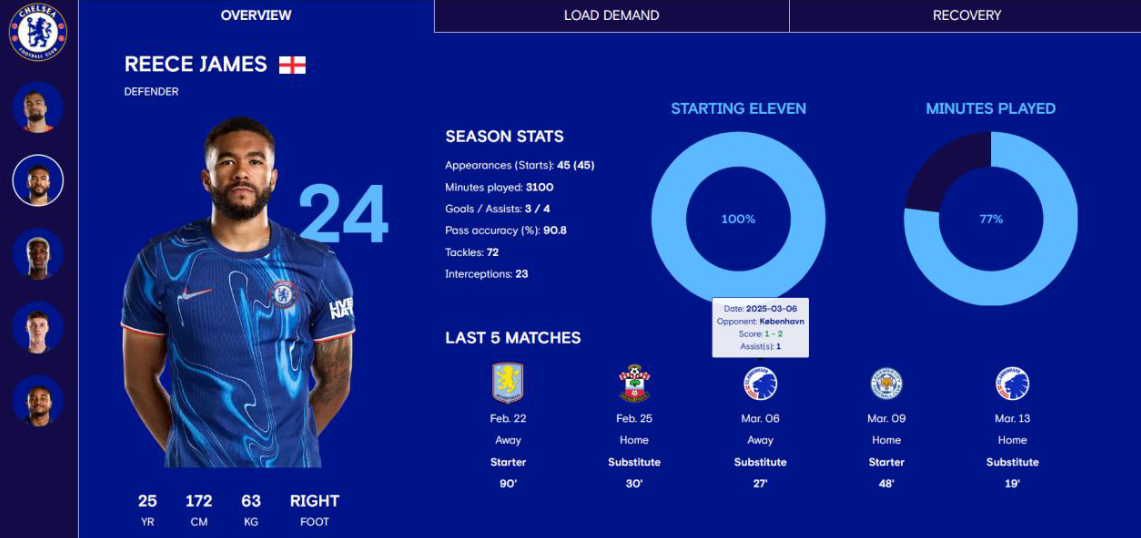 CHELSEA
FOOTBALL CLUB
OVERVIEW
LOAD DEMAND
RECOVERY
REECE JAMES
DEFENDER
24
LIVE
NAT
25
172
63
RIGHT
YR
CM
KG
FOOT
SEASON STATS
Appearances (Starts): 45 (45)
Minutes played: 3100
Goals / Assists: 3 / 4
Pass accuracy (%): 90.8
Tackles: 72
Interceptions: 23
STARTING ELEVEN
100%
MINUTES PLAYED
77%
Date: 2025-03-06
Opponent: København
Score: 1 - 2
Assist(s): 1
LAST 5 MATCHES
Feb. 22
Away
Starter
90'
Feb. 25
Home
Substitute
30'
Mar. 06
Away
Substitute
27'
Mar. 09
Home
Starter
48'
Mar. 13
Home
Substitute
19'